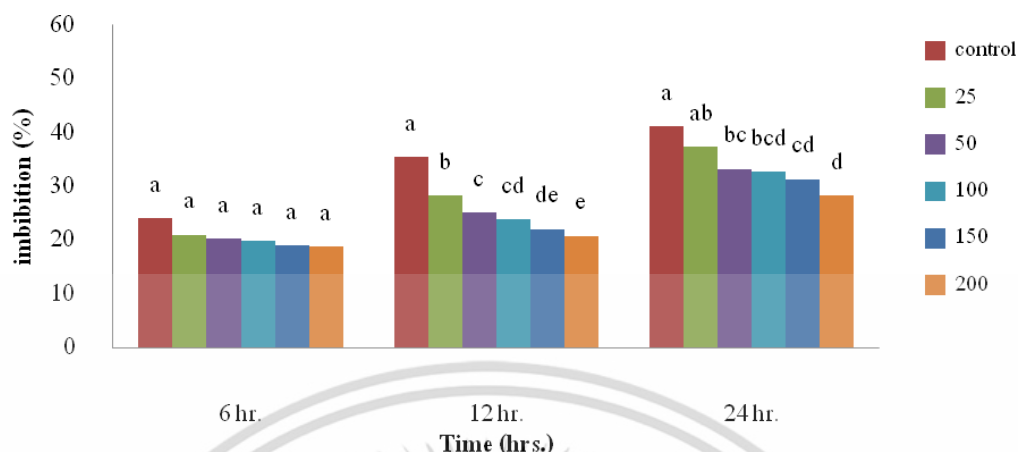 60
50
40
30
20
10
0
imbibition (%)
a a a a a a
a b c cd de e
a ab bc bcd cd d
6 hr. 12 hr. 24 hr.
Time (hrs.)
control
25
50
100
150
200